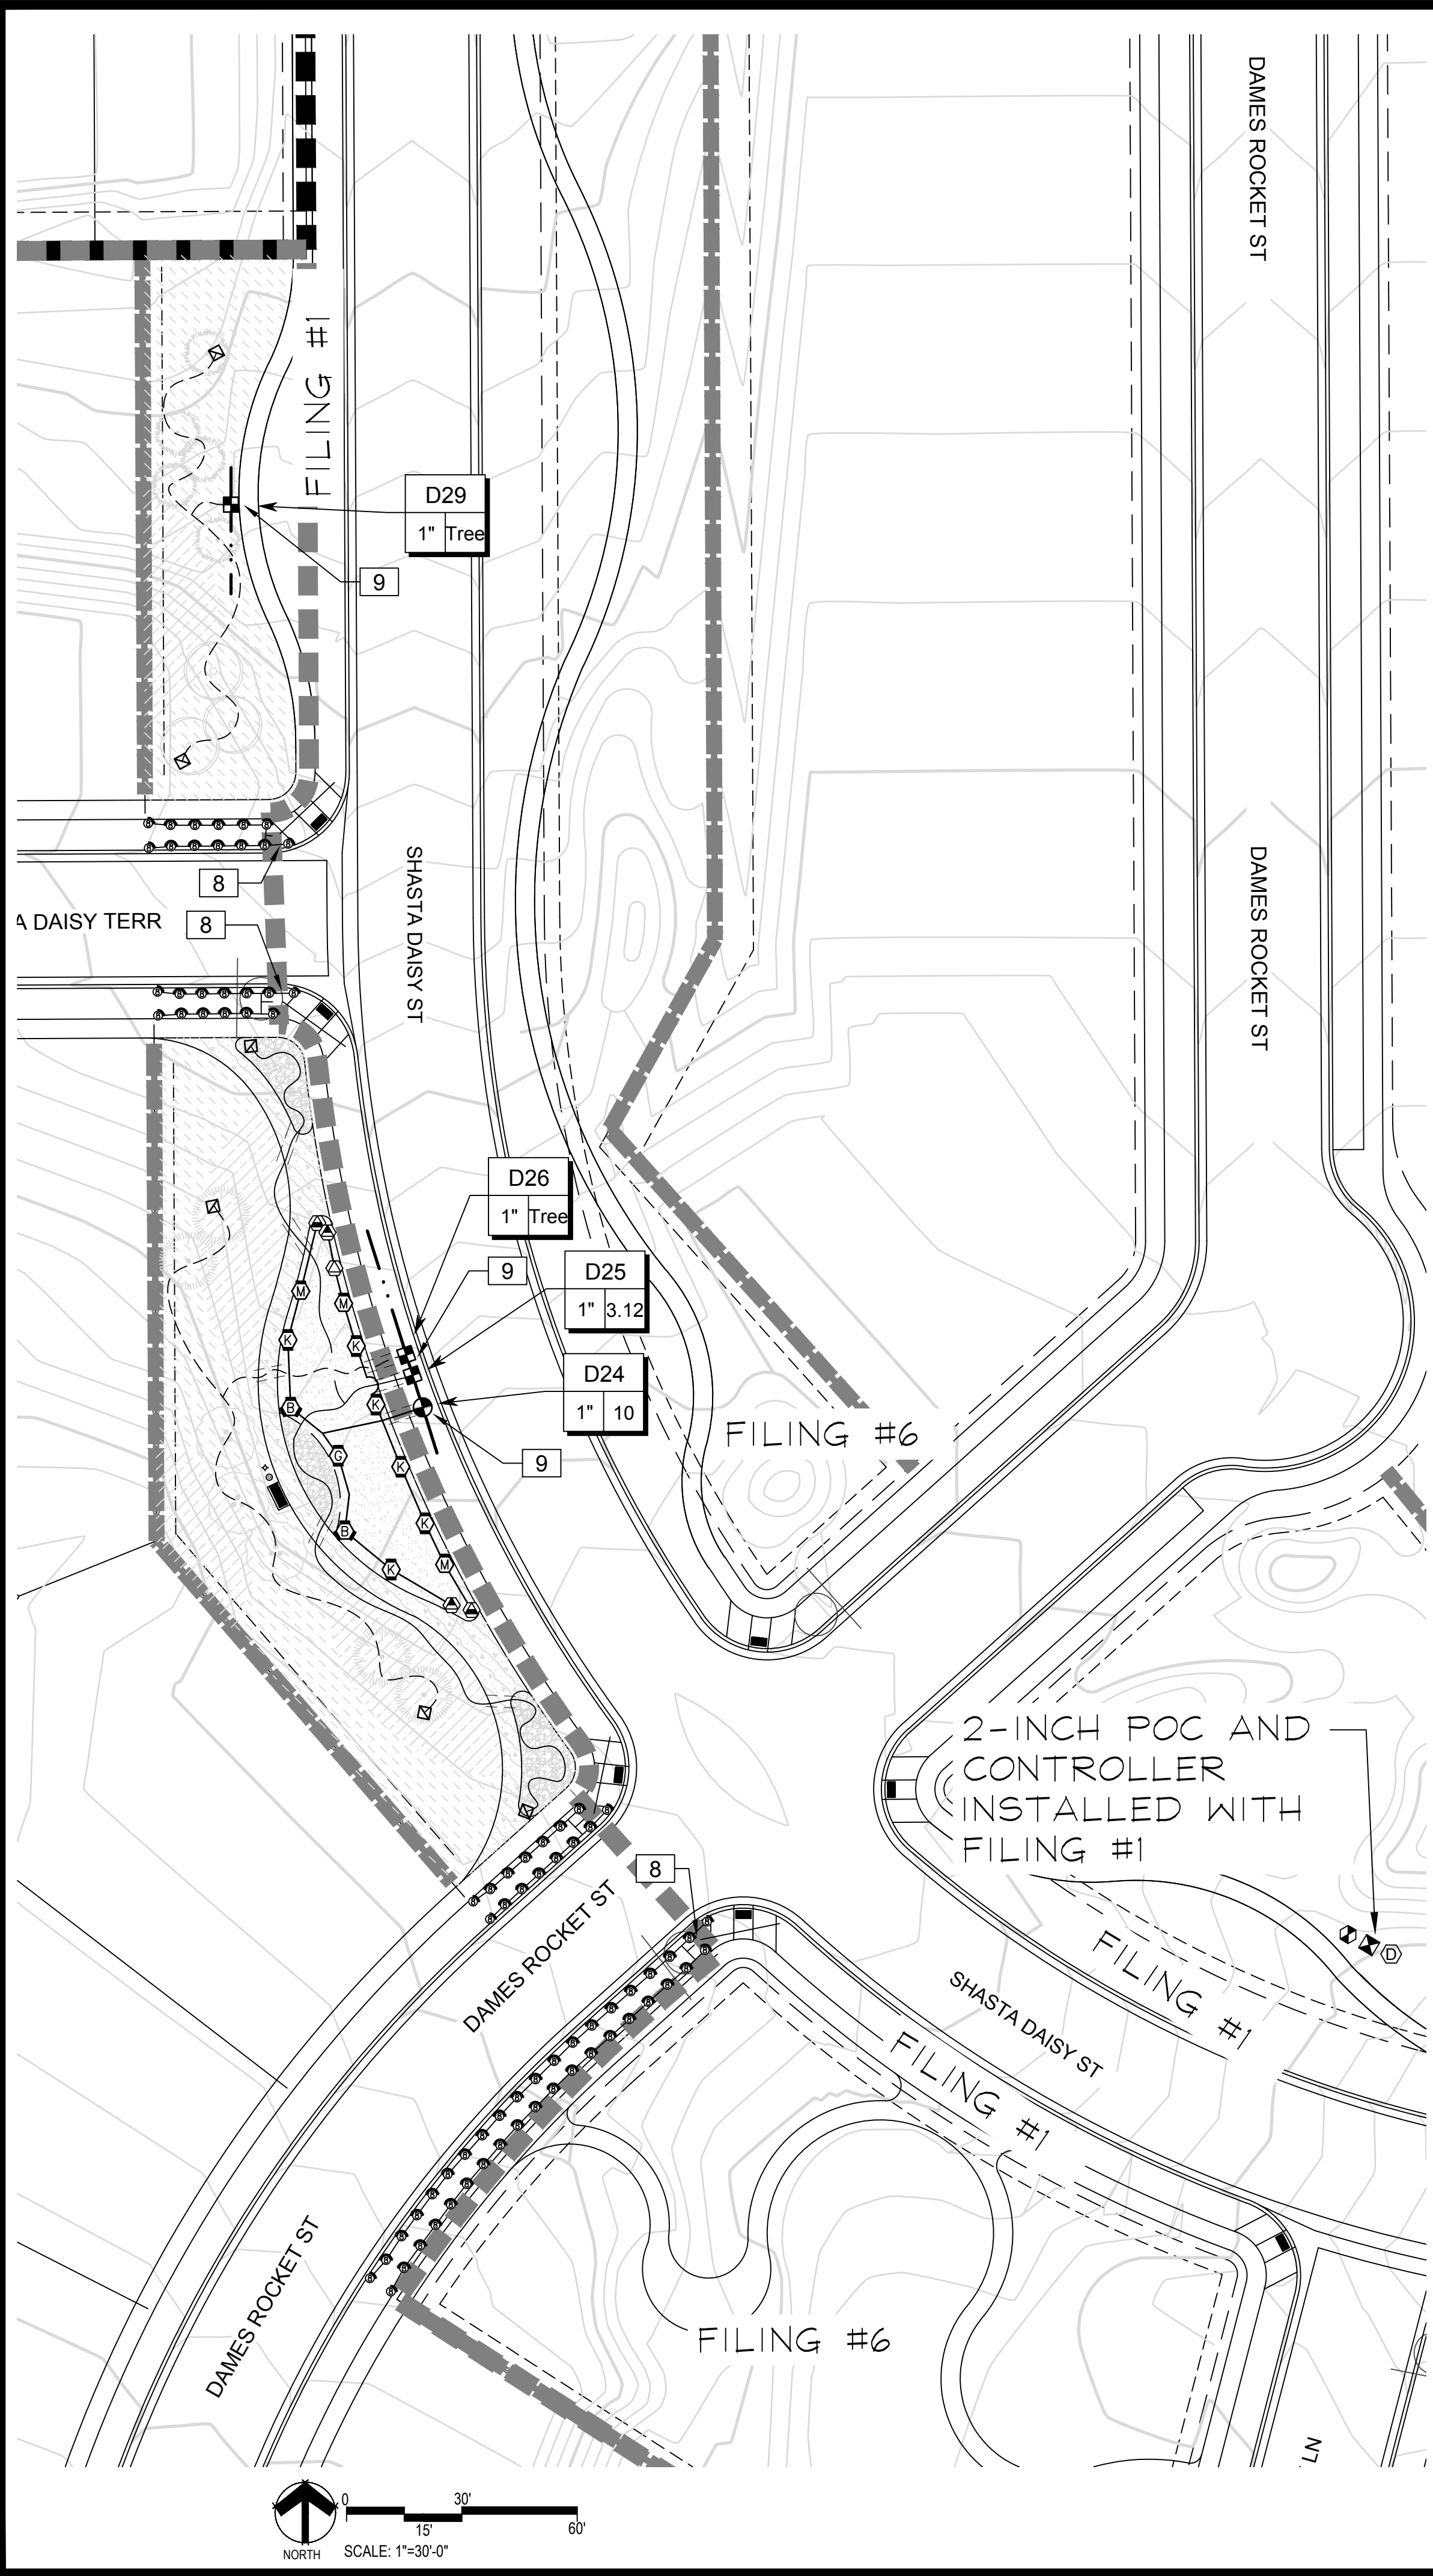 DAMES ROCKET ST
FILING #1
D29
1" Tree
9
8
A DAISY TERR
8
SHASTA DAISY ST
DAMES ROCKET ST
D26
1" Tree
9
D25
1" 3.12
D24
1" 10
9
FILING #6
M
M
K
K
B
K
G
K
B
K
K
M
2-INCH POC AND
CONTROLLER
INSTALLED WITH
FILING #1
8
DAMES ROCKET ST
D
FILING #1
SHASTA DAISY ST
FILING #1
DAMES ROCKET ST
FILING #6
LN
NORTH
0 30'
15' 60'
SCALE: 1"=30'-0"